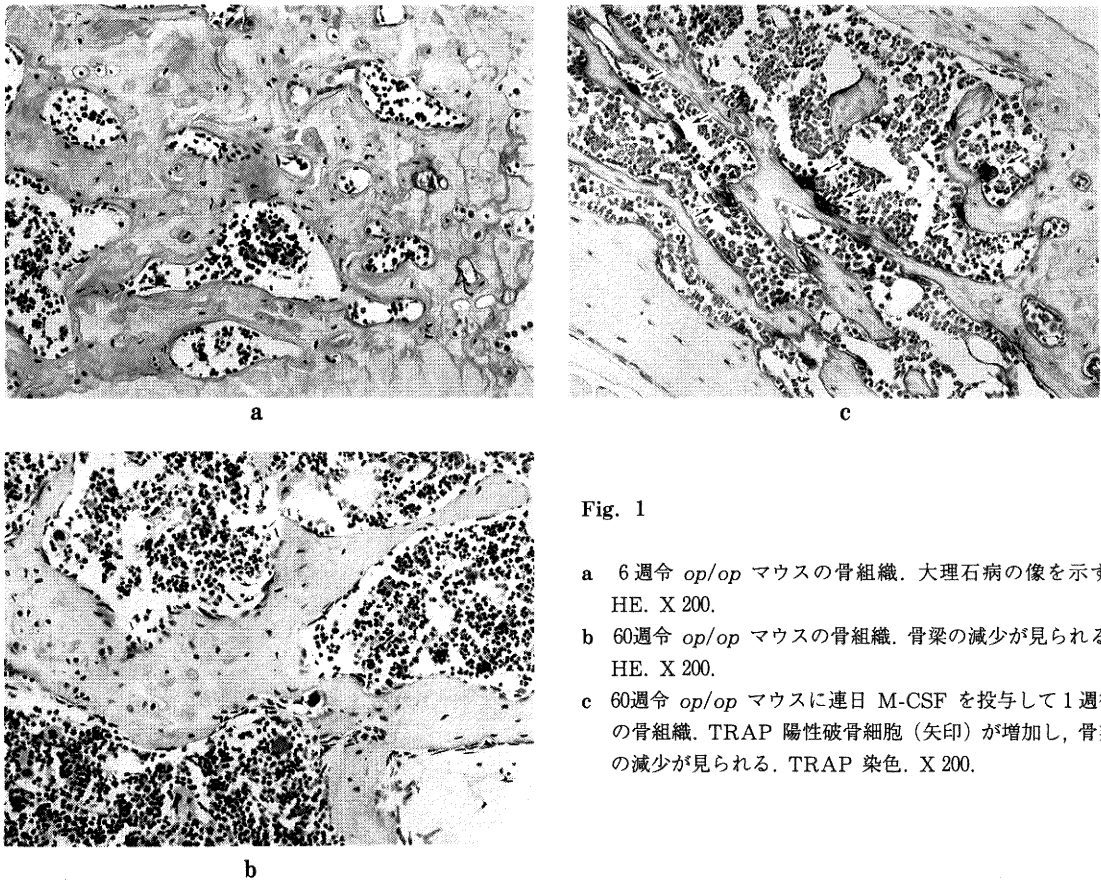 a
c
b
Fig. 1
a 6週令 op/op マウスの骨組織．大理石病の像を示す
HE. X 200.
b 60週令 op/op マウスの骨組織．骨梁の減少が見られる
HE. X 200.
c 60週令 op/op マウスに連日 M-CSF を投与して1週
の骨組織．TRAP 陽性破骨細胞（矢印）が増加し，骨
の減少が見られる．TRAP 染色．X 200.